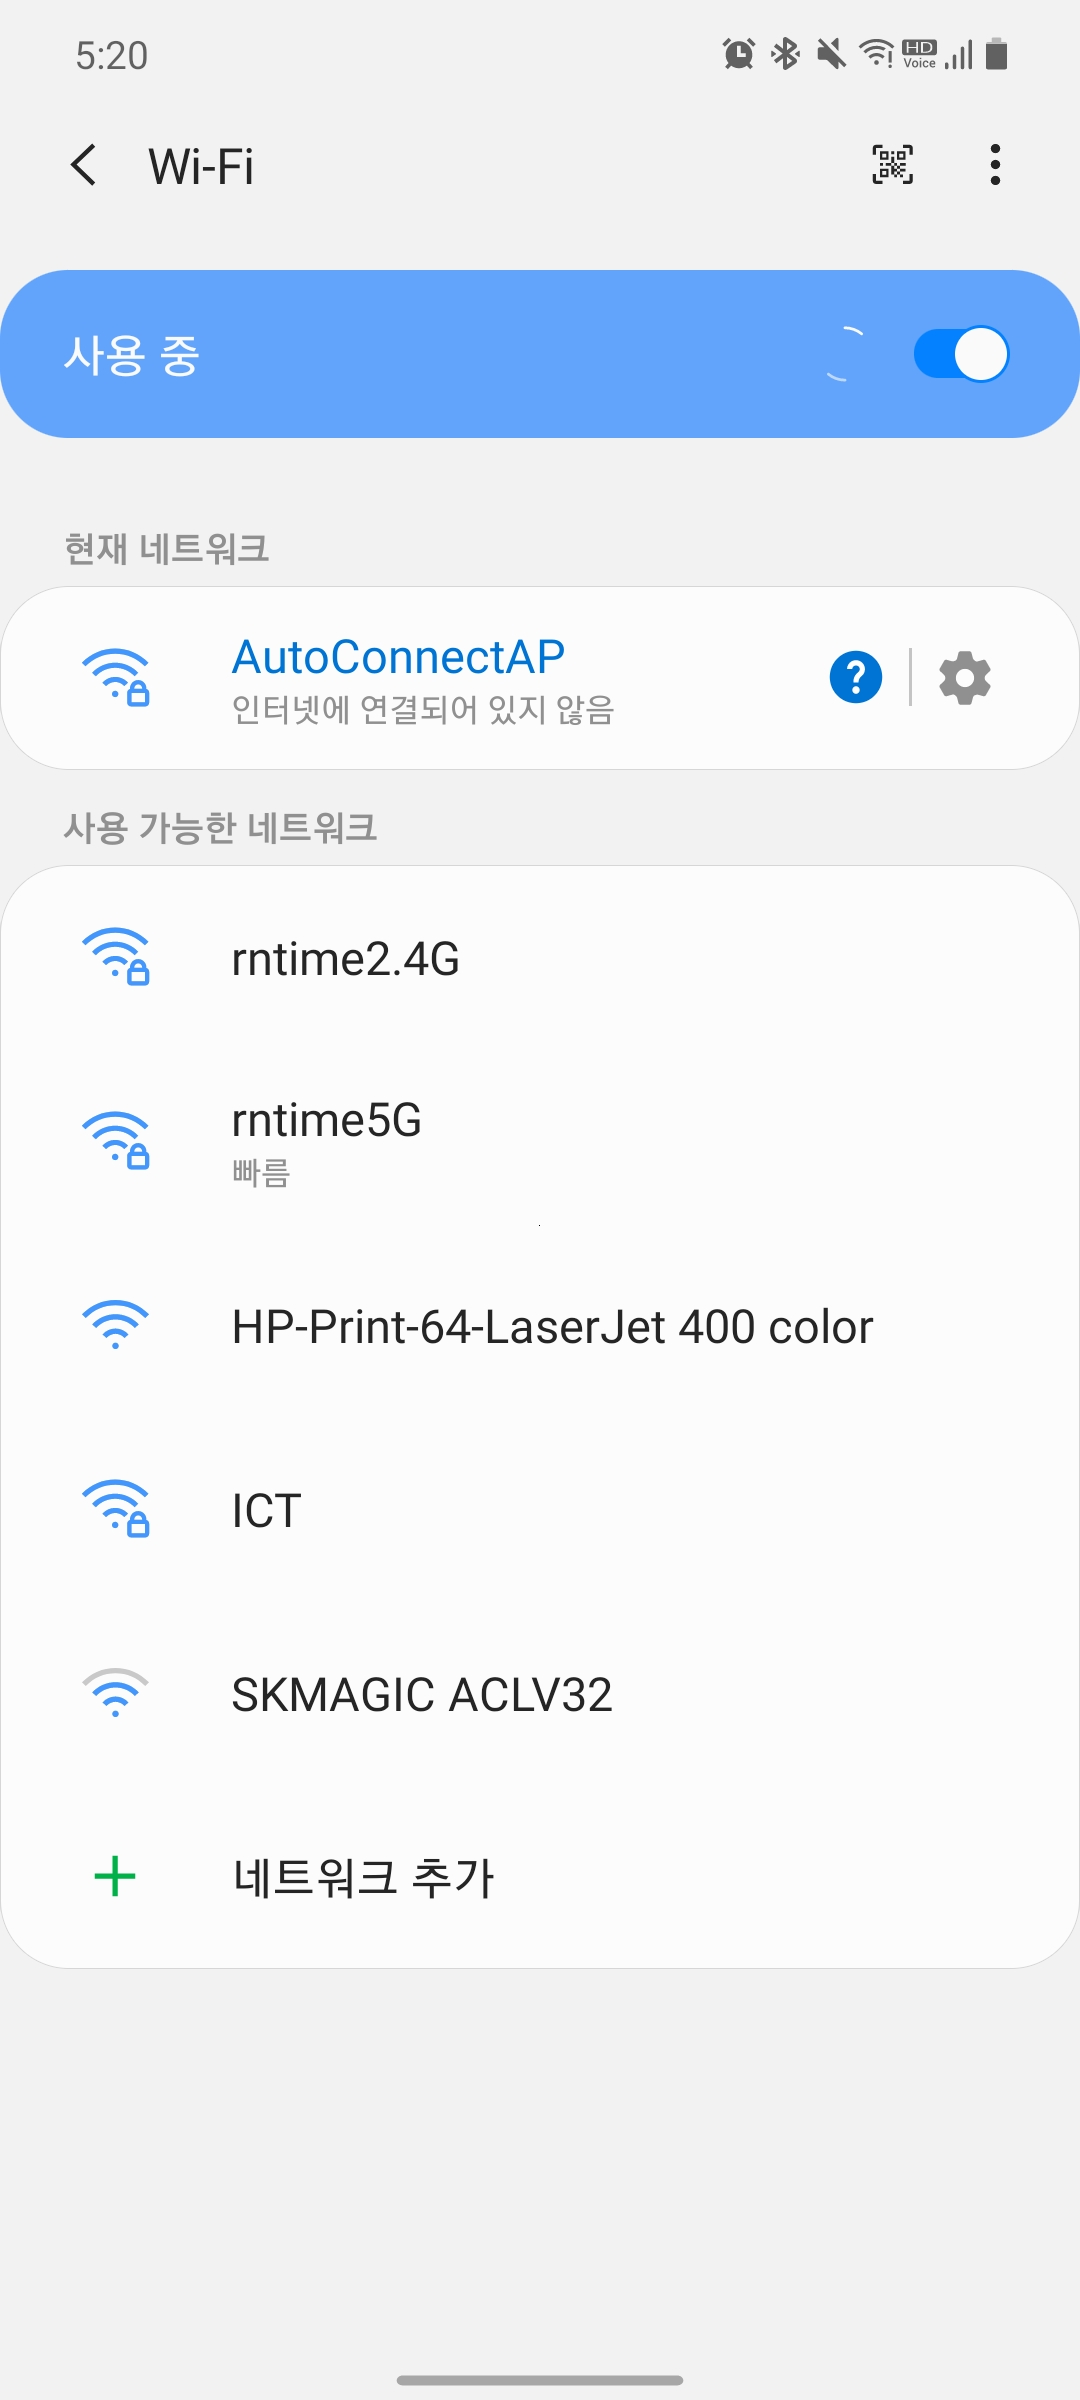 5:20
HD
Voice
Wi-Fi
사용 중
현재 네트워크
AutoConnectAP
인터넷에 연결되어 있지 않음
사용 가능한 네트워크
rntime2.4G
rntime5G
빠름
HP-Print-64-LaserJet 400 color
ICT
SKMAGIC ACLV32
네트워크 추가